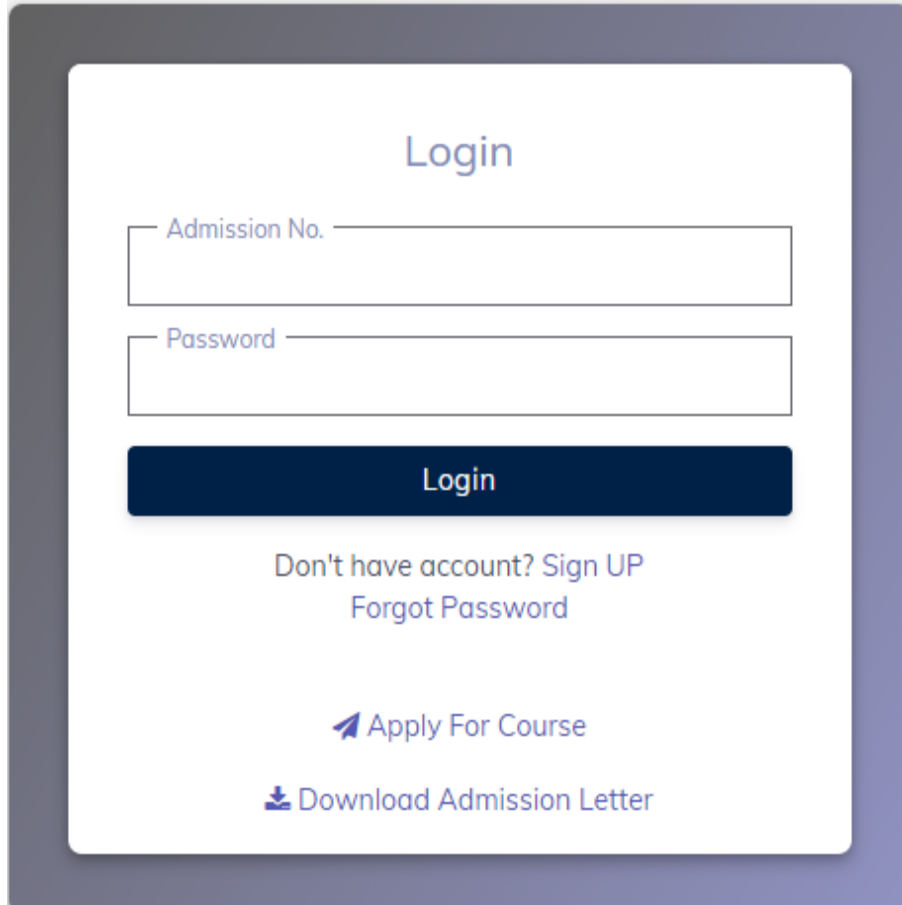 Login
Admission No.
Password
Login
Don't have account? Sign UP
Forgot Password
Apply For Course
Download Admission Letter